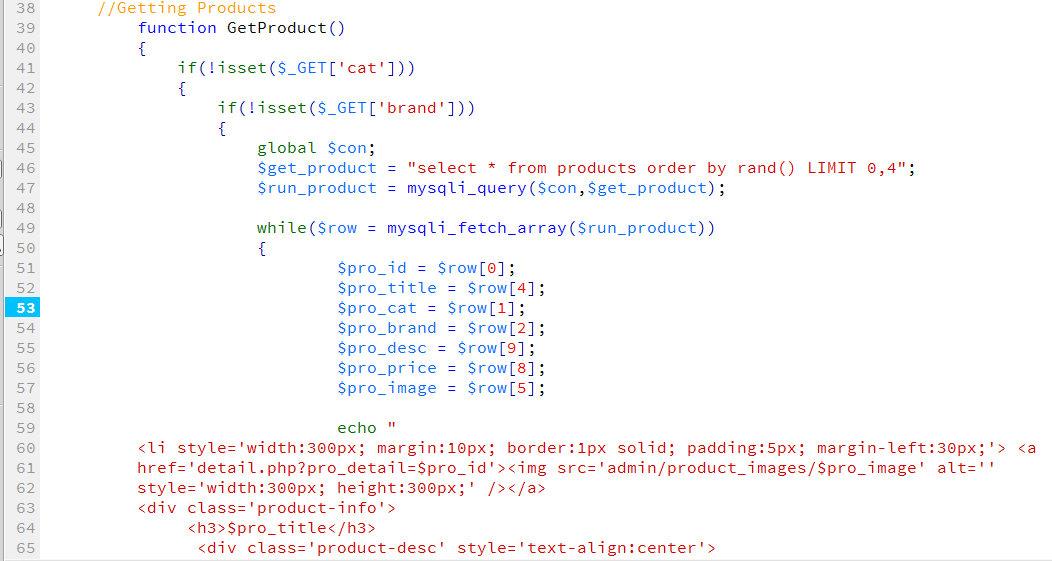 38 //Getting Products
39 function GetProduct()
40 {
41 if(!isset($_GET['cat']))
42 {
43 if(!isset($_GET['brand']))
44 {
45 global $con;
46 $get_product = "select * from products order by rand() LIMIT 0,4";
47 $run_product = mysqli_query($con,$get_product);
48
49 while($row = mysqli_fetch_array($run_product))
50 {
51 $pro_id = $row[0];
52 $pro_title = $row[4];
53 $pro_cat = $row[1];
54 $pro_brand = $row[2];
55 $pro_desc = $row[9];
56 $pro_price = $row[8];
57 $pro_image = $row[5];
58
59 echo "
60 <li style='width:300px; margin:10px; border:1px solid; padding:5px; margin-left:30px;'> <a
61 href='detail.php?pro_detail=$pro_id'><img src='admin/product_images/$pro_image' alt=''
62 style='width:300px; height:300px;' /></a>
63 <div class='product-info'>
64 <h3>$pro_title</h3>
65 <div class='product-desc' style='text-align:center'>